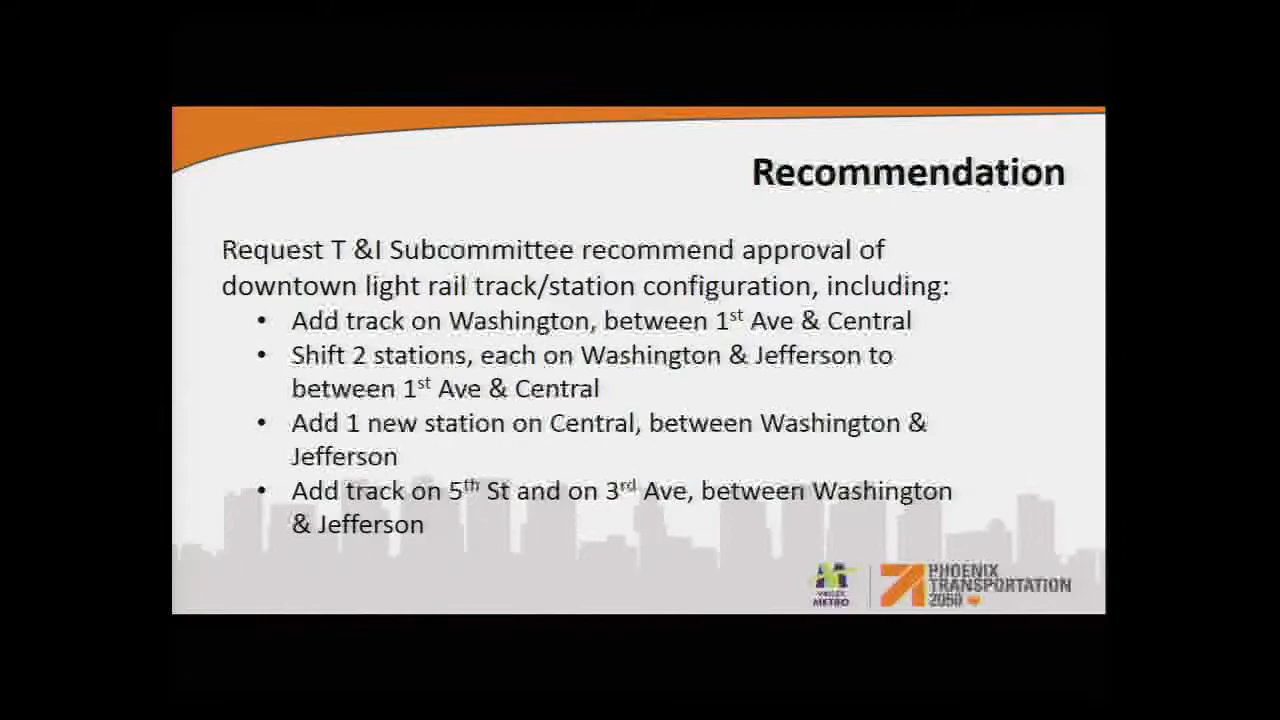 Recommendation
Request T &I Subcommittee recommend approval of
downtown light rail track/station configuration, including:
• Add track on Washington, between 1st Ave & Central
• Shift 2 stations, each on Washington & Jefferson to
between 1st Ave & Central
• Add 1 new station on Central, between Washington &
Jefferson
• Add track on 5th St and on 3rd Ave, between Washington
& Jefferson
VALLEY
METRO
PHOENIX
TRANSPORTATION
2050